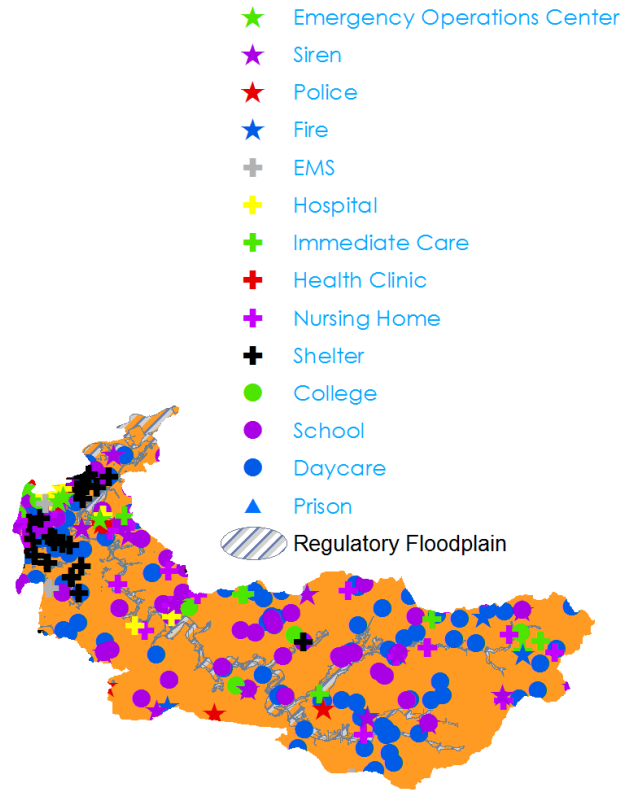 Emergency Operations Center
Siren
Police
Fire
EMS
Hospital
Immediate Care
Health Clinic
Nursing Home
Shelter
College
School
Daycare
Prison
Regulatory Floodplain